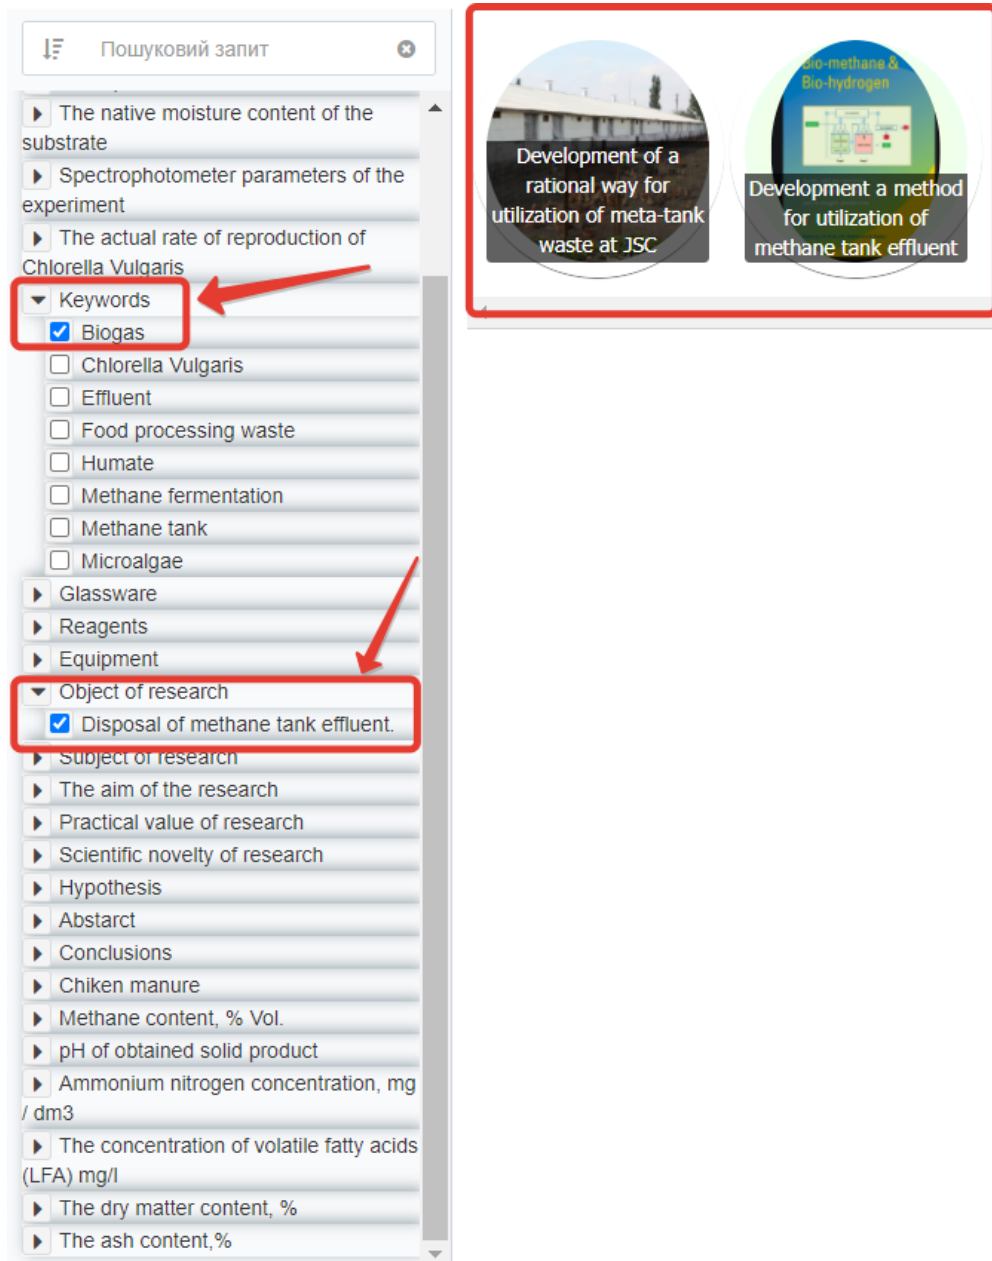 Пошуковий запит
The native moisture content of the
substrate
Spectrophotometer parameters of the
experiment
The actual rate of reproduction of
Chlorella Vulgaris
Keywords
Biogas
Chlorella Vulgaris
Effluent
Food processing waste
Humate
Methane fermentation
Methane tank
Microalgae
Glassware
Reagents
Equipment
Object of research
Disposal of methane tank effluent.
Subject of research
The aim of the research
Practical value of research
Scientific novelty of research
Hypothesis
Abstarct
Conclusions
Chiken manure
Methane content, % Vol.
pH of obtained solid product
Ammonium nitrogen concentration, mg
/ dm3
The concentration of volatile fatty acids
(LFA) mg/l
The dry matter content, %
The ash content,%
Development of a
rational way for
utilization of meta-tank
waste at JSC
Bio-methane &
Bio-hydrogen
Development a method
for utilization of
methane tank effluent